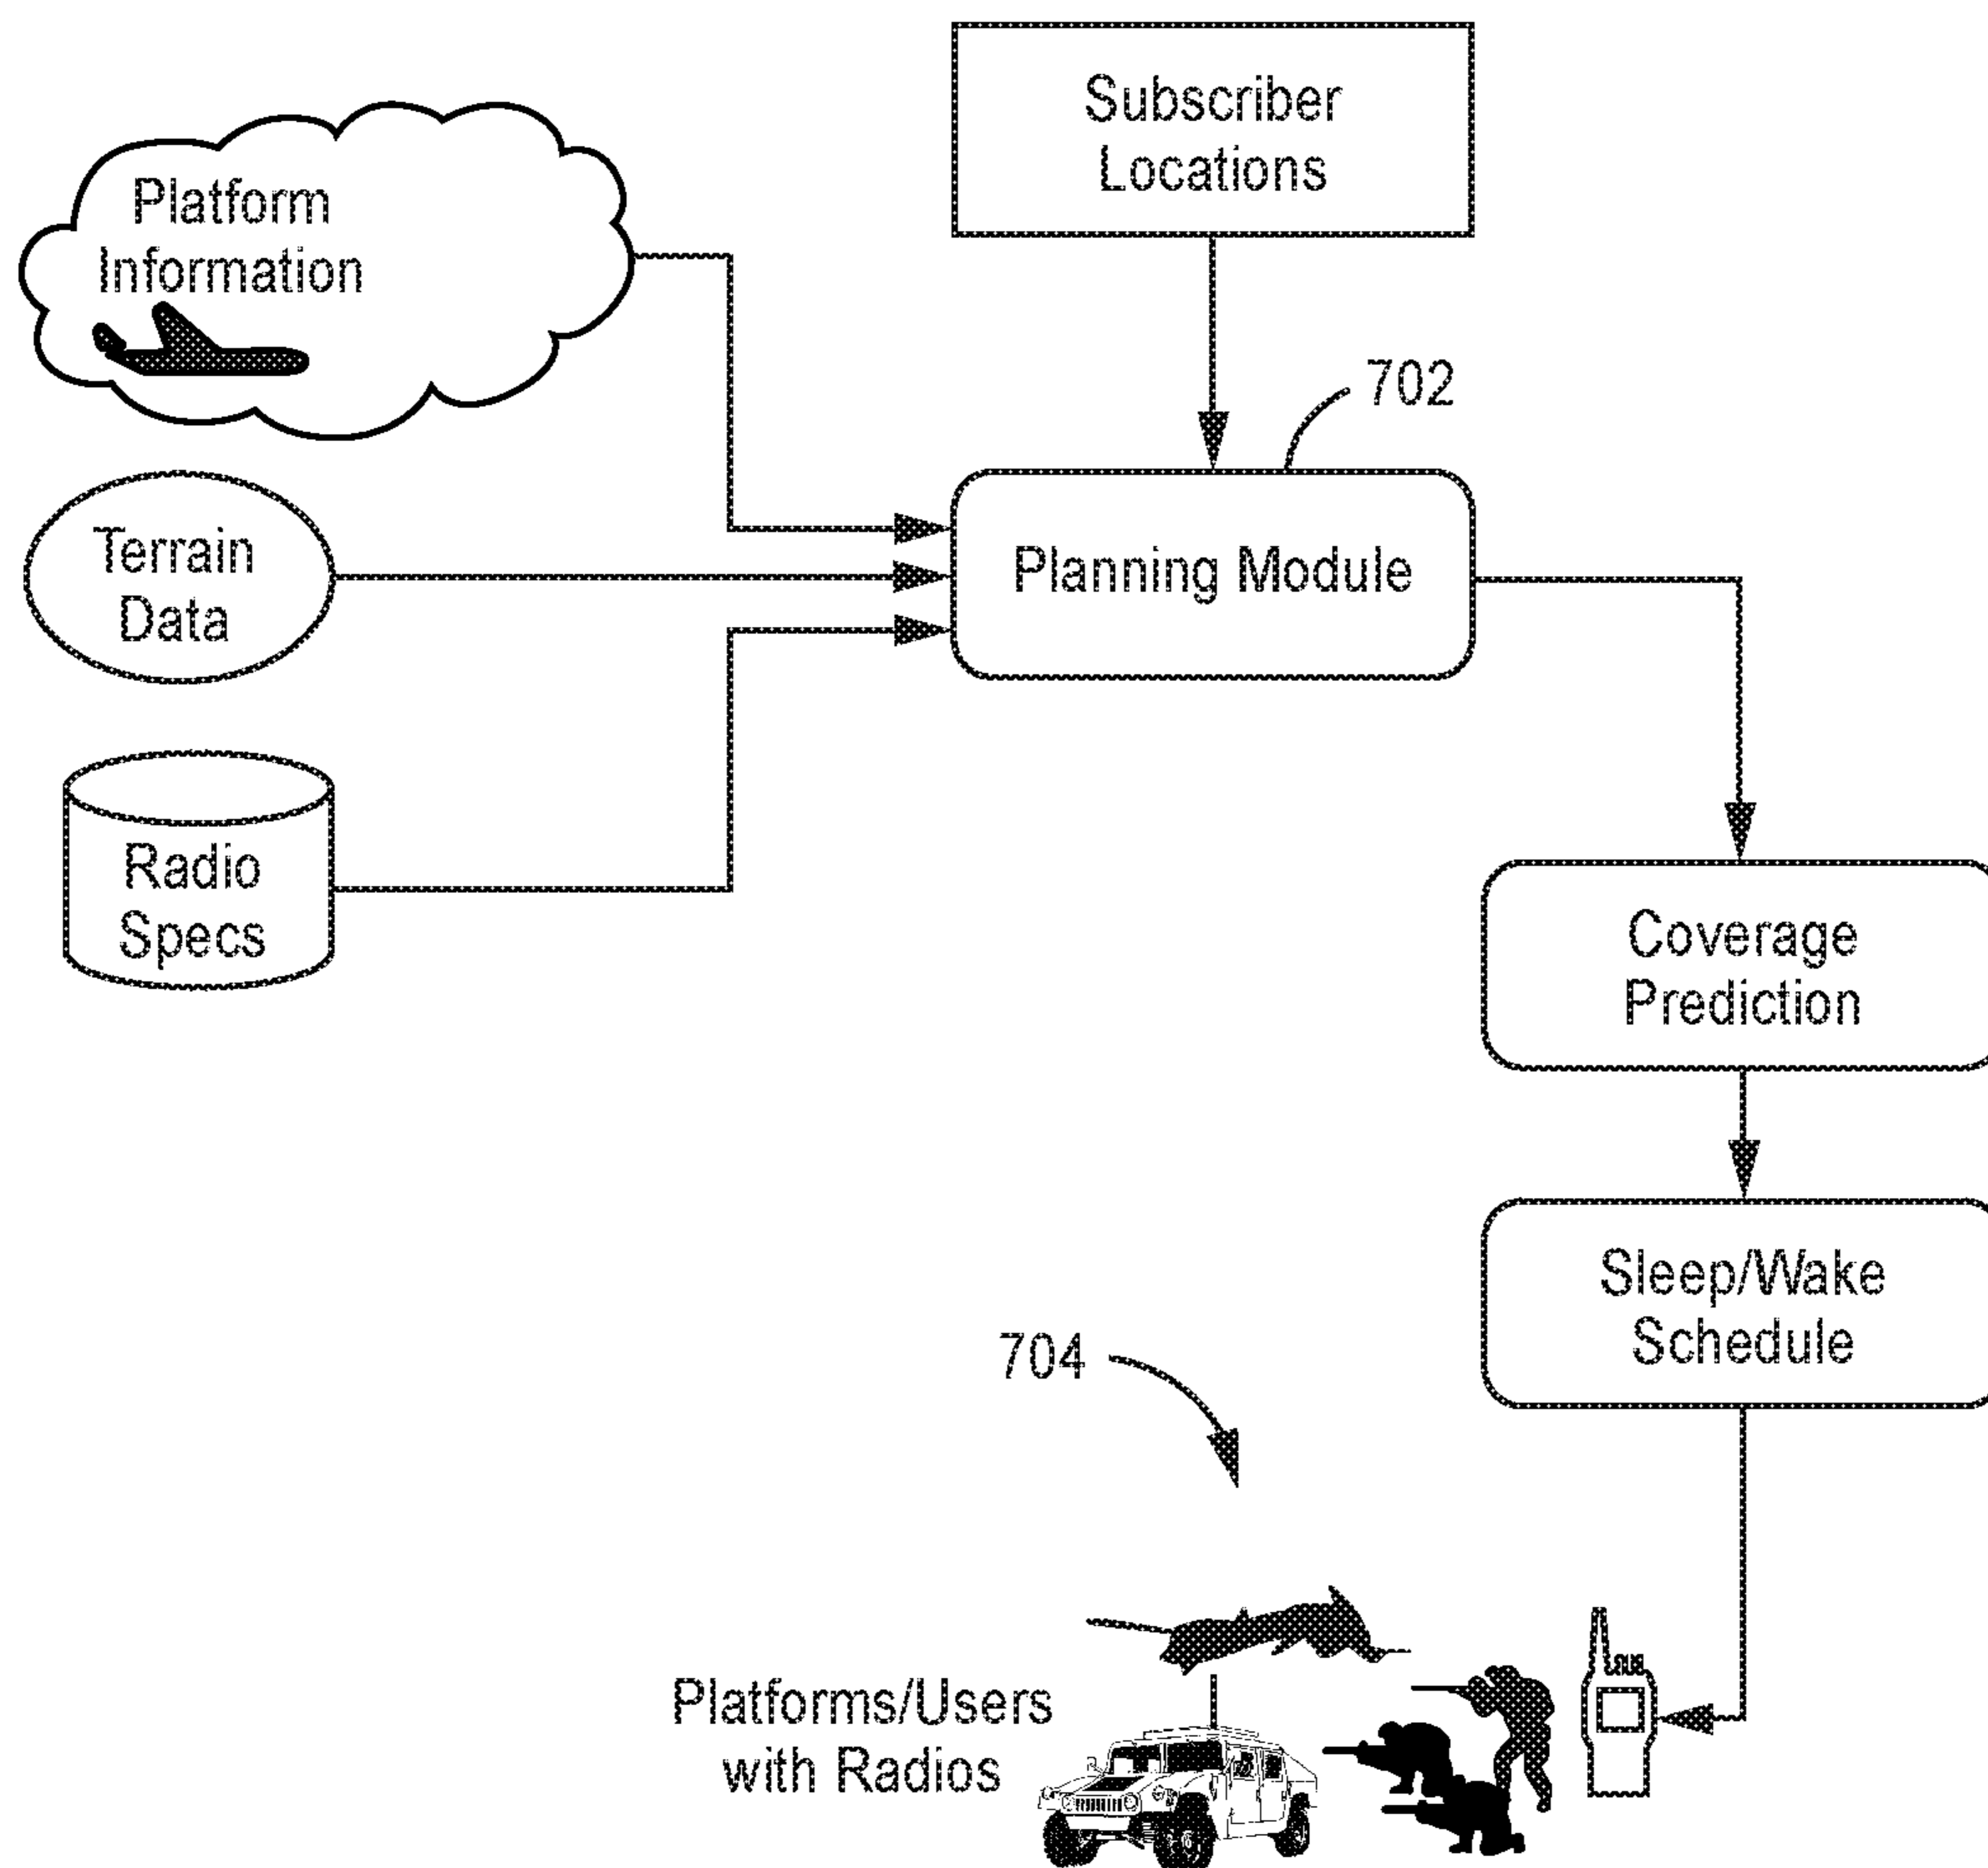 Subscriber
Locations
Platform
Information
702
Terrain
Data
Planning Module
Radio
Specs
Coverage
Prediction
Sleep/Wake
Schedule
704
Platforms/Users
with Radios